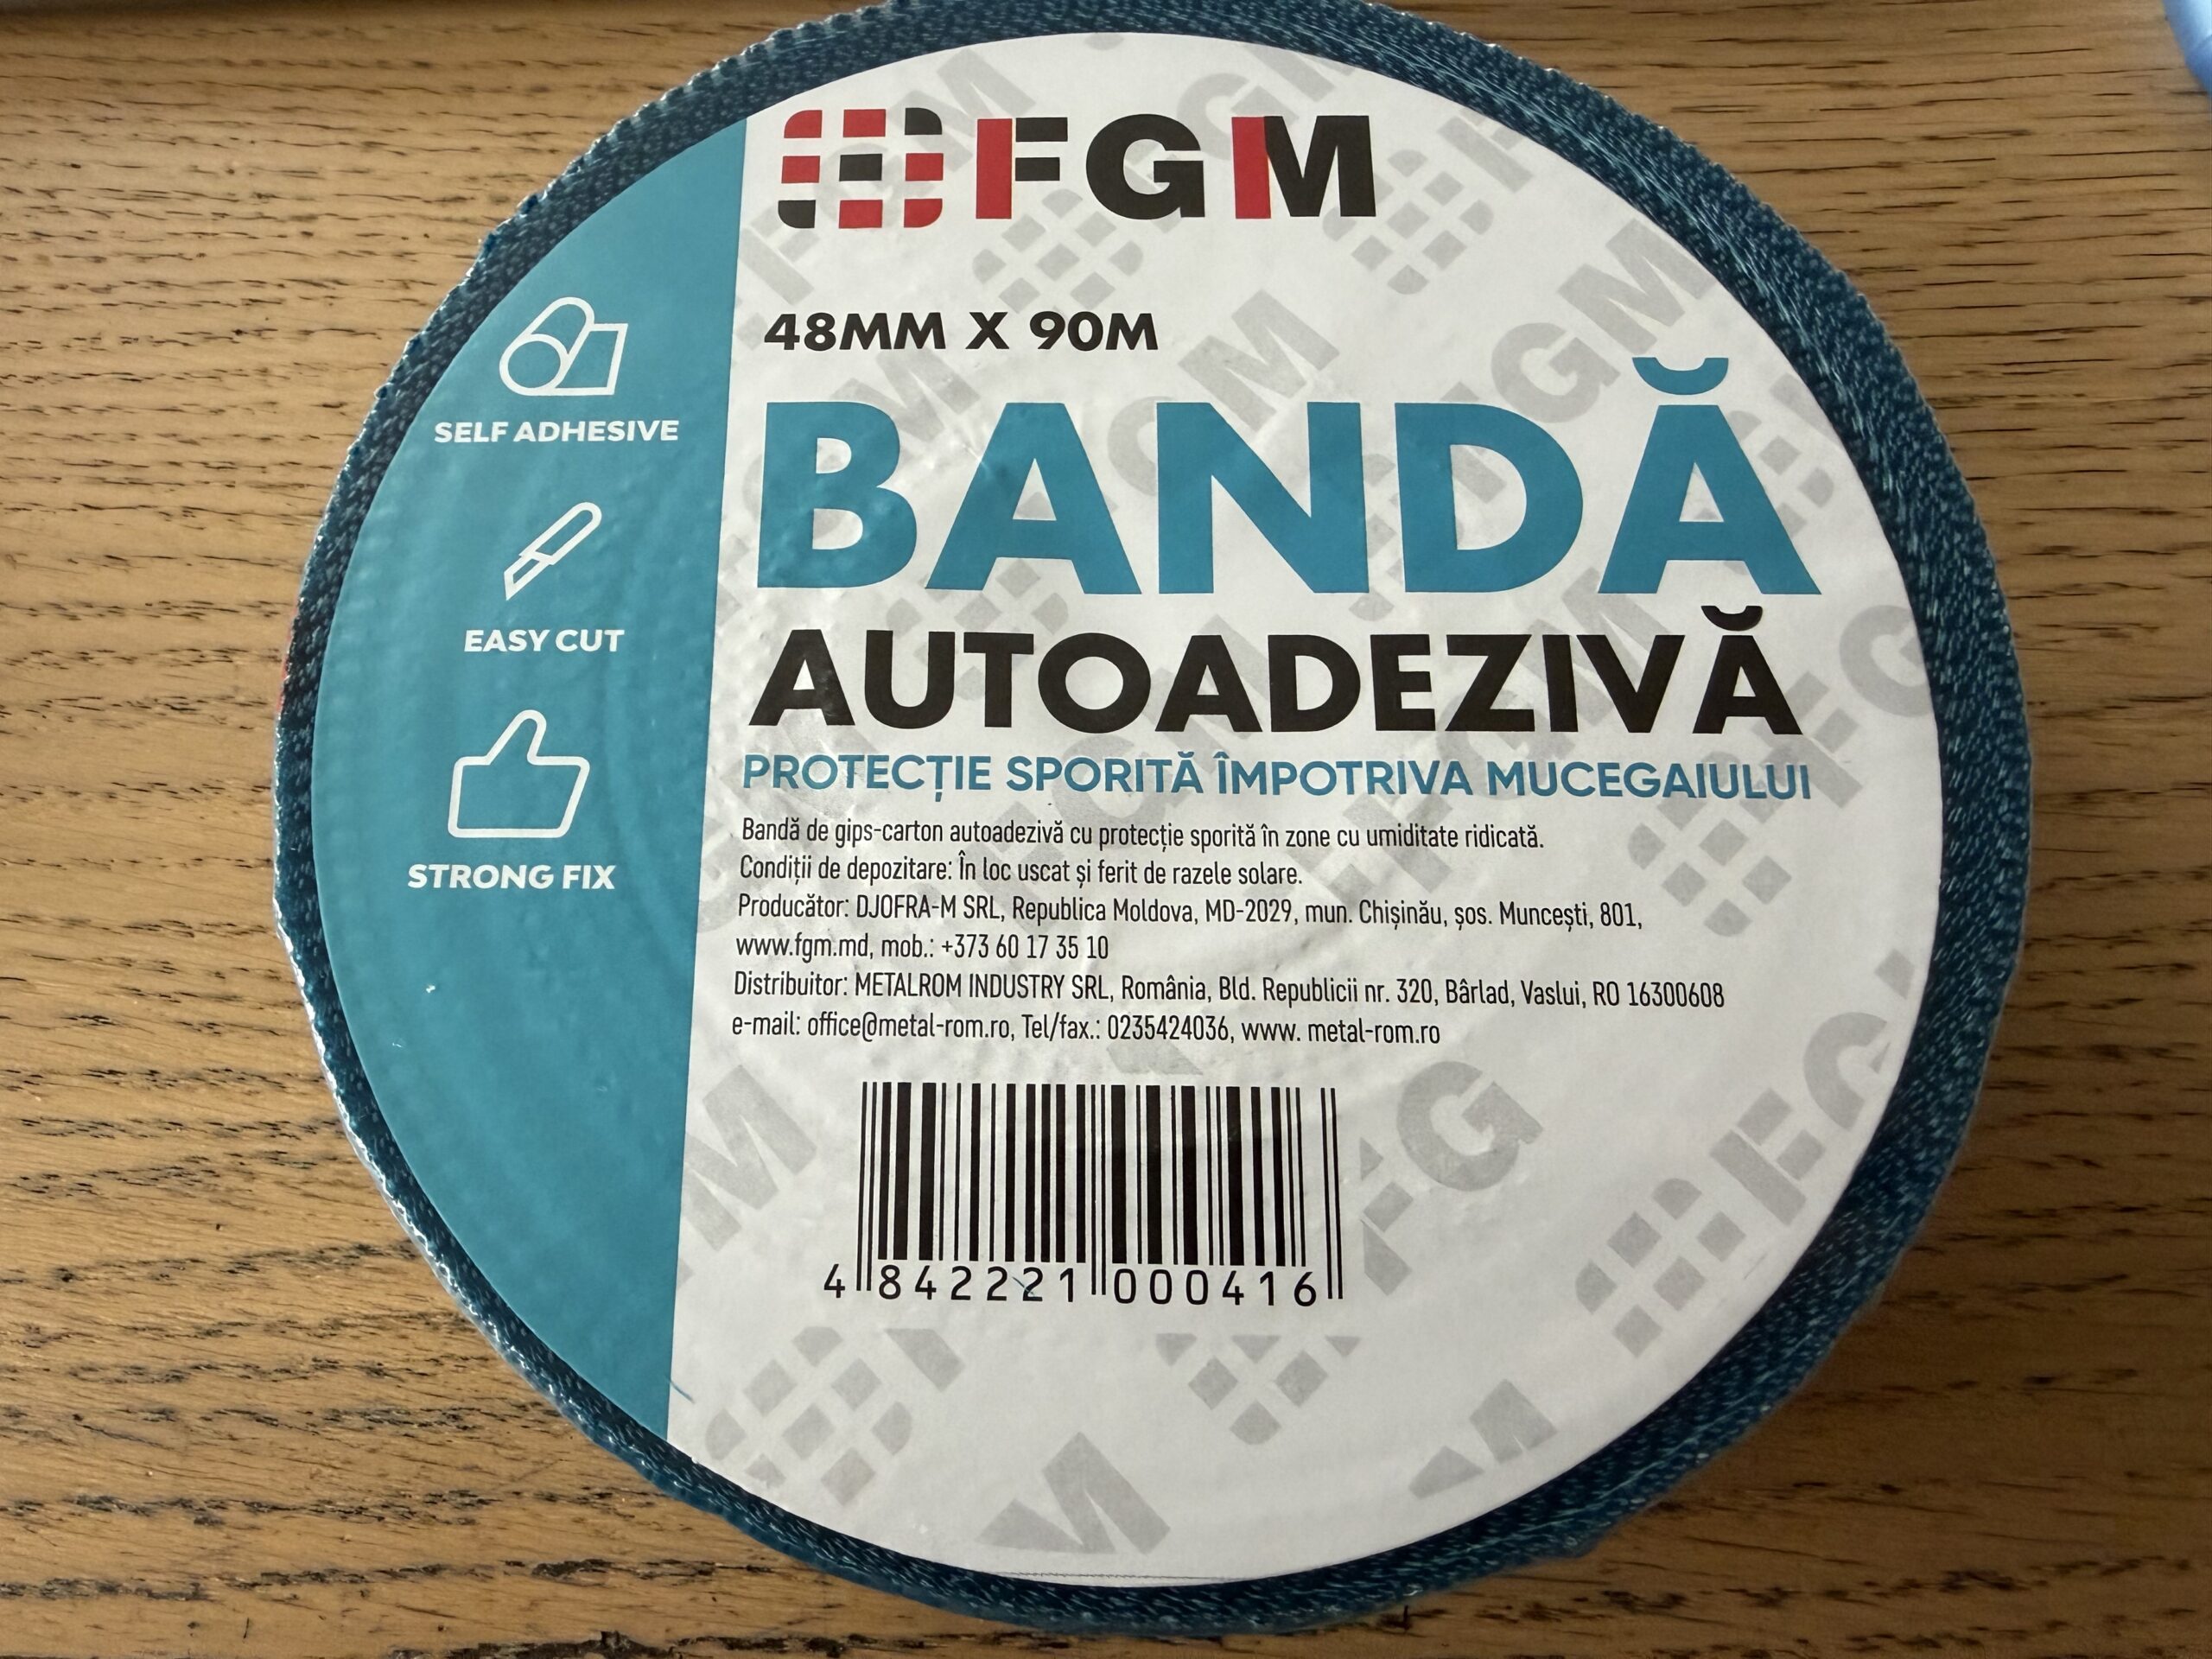 FGM
48MM X 90M
BANDĂ
AUTOADEZIVĂ
PROTECȚIE SPORITĂ ÎMPOTRIVA MUCEGAIULUI
Bandă de gips-carton autoadezivă cu protecție sporită în zone cu umiditate ridicată.
Condiții de depozitare: În loc uscat și ferit de razele solare.
Producător: DJOFRA-M SRL, Republica Moldova, MD-2029, mun. Chișinău, șos. Muncești, 801,
www.fgm.md, mob.: +373 60 17 35 10
Distribuitor: METALROM INDUSTRY SRL, România, Bld. Republicii nr. 320, Bârlad, Vaslui, RO 16300608
e-mail: office@metal-rom.ro, Tel/fax.: 0235424036, www. metal-rom.ro
4 842221 000416
SELF ADHESIVE
EASY CUT
STRONG FIX